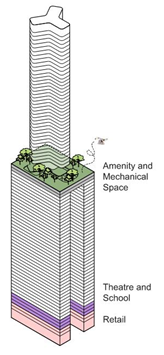 Amenity and
Mechanical
Space
Theatre and
School
Retail